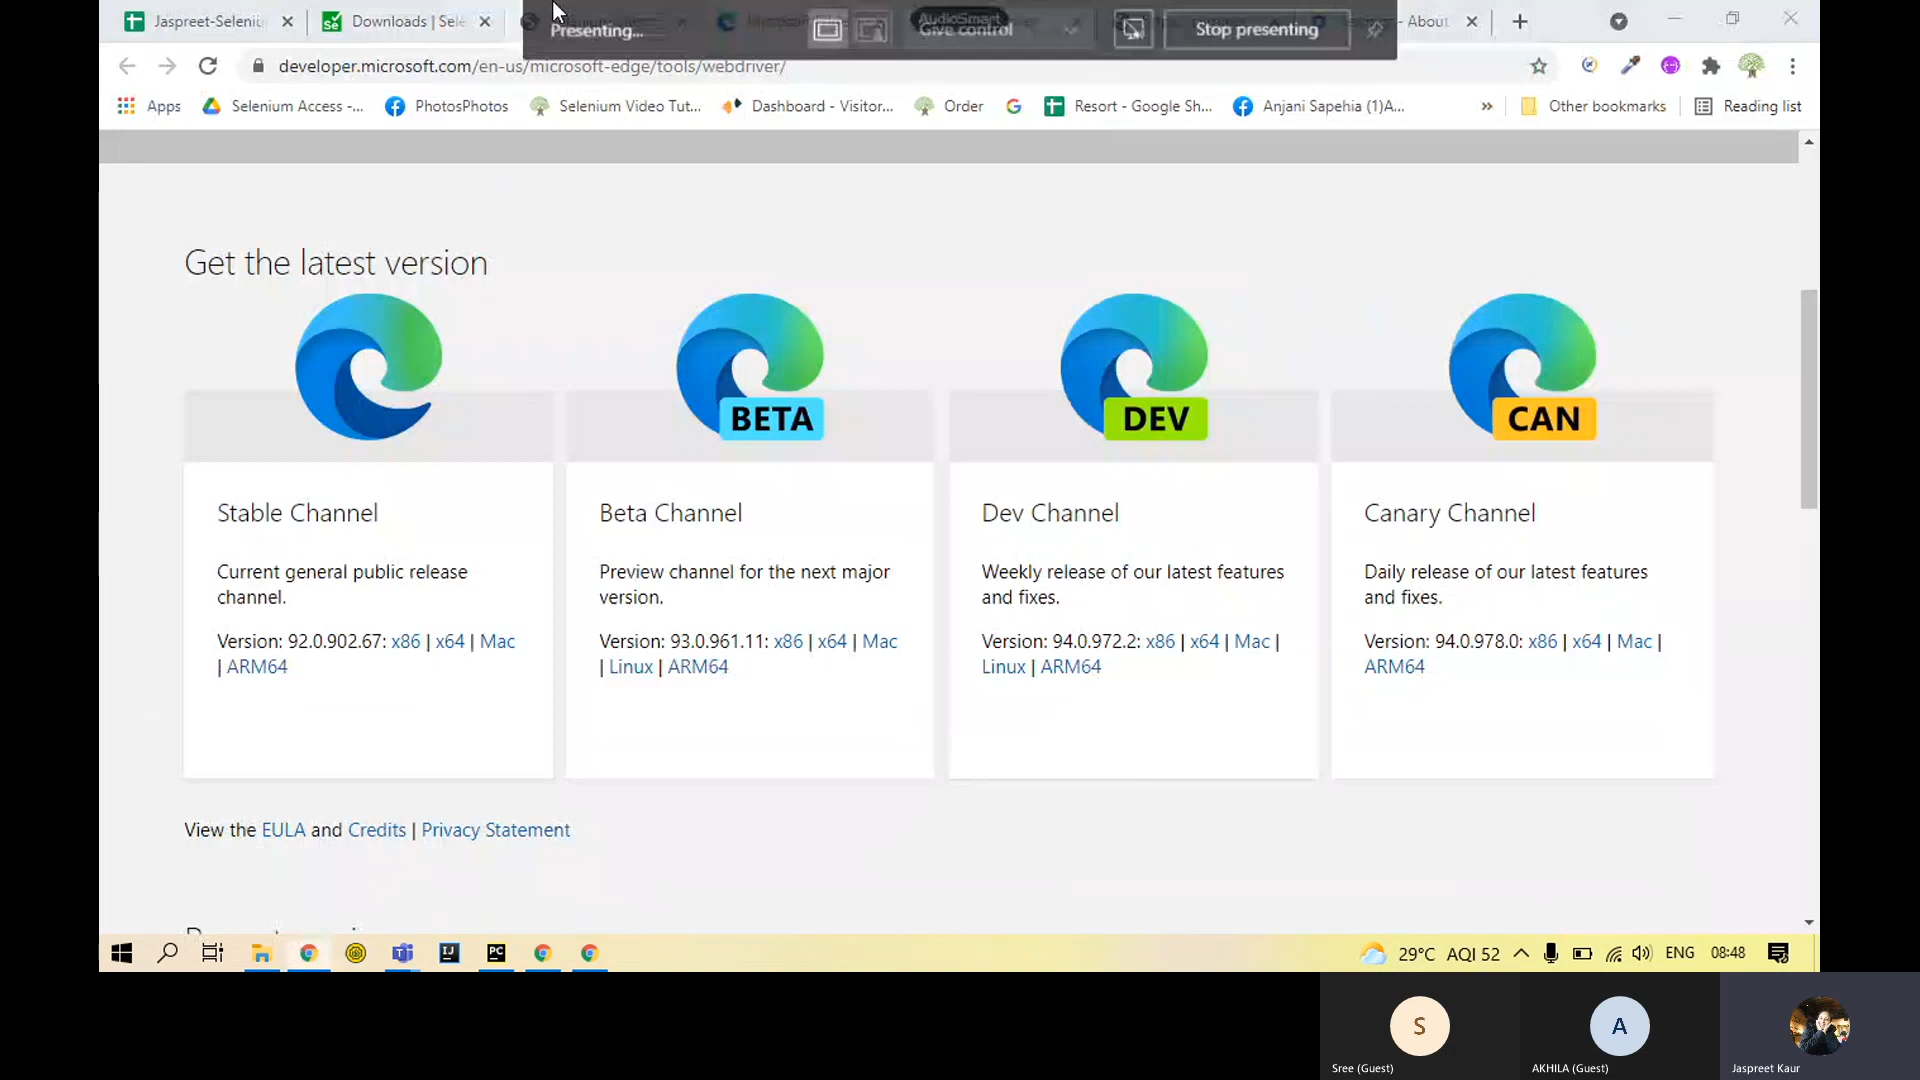 Jaspreet-Seleniu
Downloads | Sele
Presenting...
AudioSmart
Give control
Stop presenting
- About
developer.microsoft.com/en-us/microsoft-edge/tools/webdriver/
Apps
Selenium Access -...
PhotosPhotos
Selenium Video Tut...
Dashboard - Visitor...
Order
Resort - Google Sh...
Anjani Sapehia (1)A...
»
Other bookmarks
Reading list
Get the latest version
BETA
DEV
CAN
Stable Channel
Current general public release
channel.
Version: 92.0.902.67: x86 | x64 | Mac
| ARM64
Beta Channel
Preview channel for the next major
version.
Version: 93.0.961.11: x86 | x64 | Mac
| Linux | ARM64
Dev Channel
Weekly release of our latest features
and fixes.
Version: 94.0.972.2: x86 | x64 | Mac |
Linux | ARM64
Canary Channel
Daily release of our latest features
and fixes.
Version: 94.0.978.0: x86 | x64 | Mac |
ARM64
View the EULA and Credits | Privacy Statement
29°C AQI 52
ENG
08:48
S
Sree (Guest)
A
AKHILA (Guest)
Jaspreet Kaur